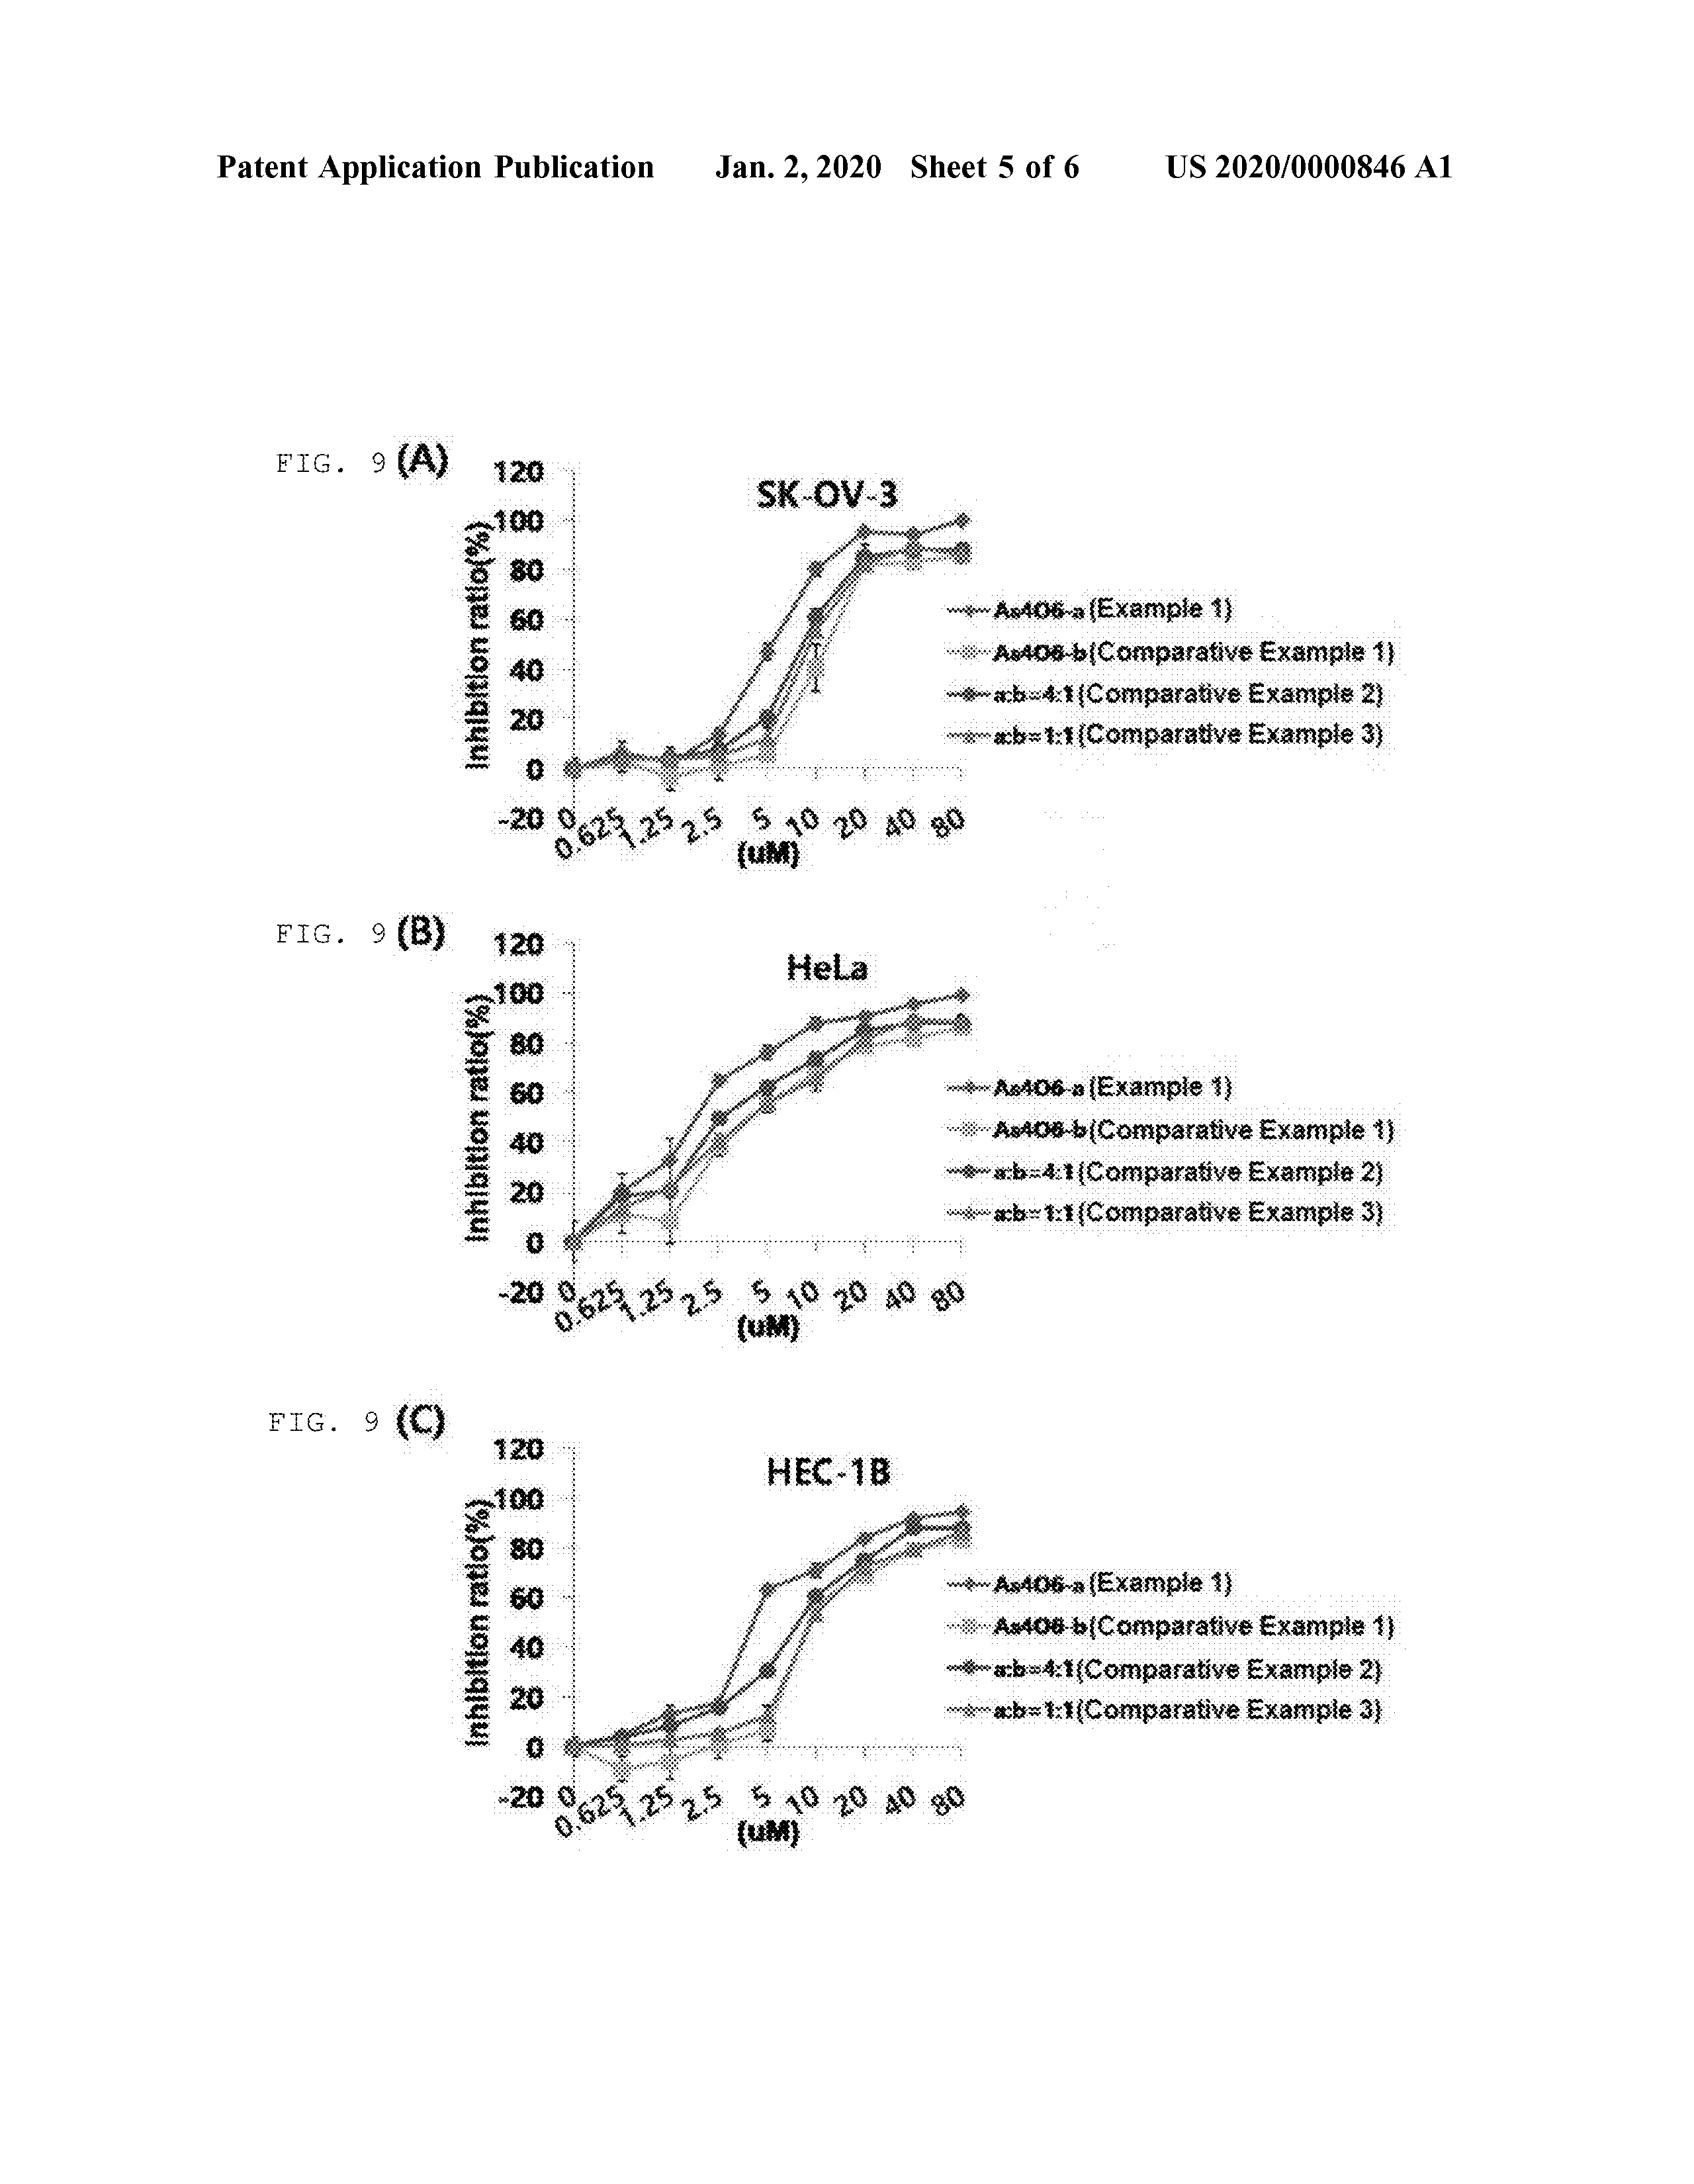 Patent Application Publication Jan. 2, 2020 Sheet 5 of 6 US 2020/0000846 A1
FIG. 9 (A)
SK-OV-3
Inhibition ratio(%)
120
100
80
60
40
20
0
-20
0 0.625 1.25 2.5 5 10 20 40 80
(uM)
As4O6-a (Example 1)
As4O6-b(Comparative Example 1)
a:b=4:1(Comparative Example 2)
a:b=1:1(Comparative Example 3)
FIG. 9 (B)
HeLa
Inhibition ratio(%)
120
100
80
60
40
20
0
-20
0 0.625 1.25 2.5 5 10 20 40 80
(uM)
As4O6-a (Example 1)
As4O6-b(Comparative Example 1)
a:b=4:1(Comparative Example 2)
a:b=1:1(Comparative Example 3)
FIG. 9 (C)
HEC-1B
Inhibition ratio(%)
120
100
80
60
40
20
0
-20
0 0.625 1.25 2.5 5 10 20 40 80
(uM)
As4O6-a (Example 1)
As4O6-b(Comparative Example 1)
a:b=4:1(Comparative Example 2)
a:b=1:1(Comparative Example 3)